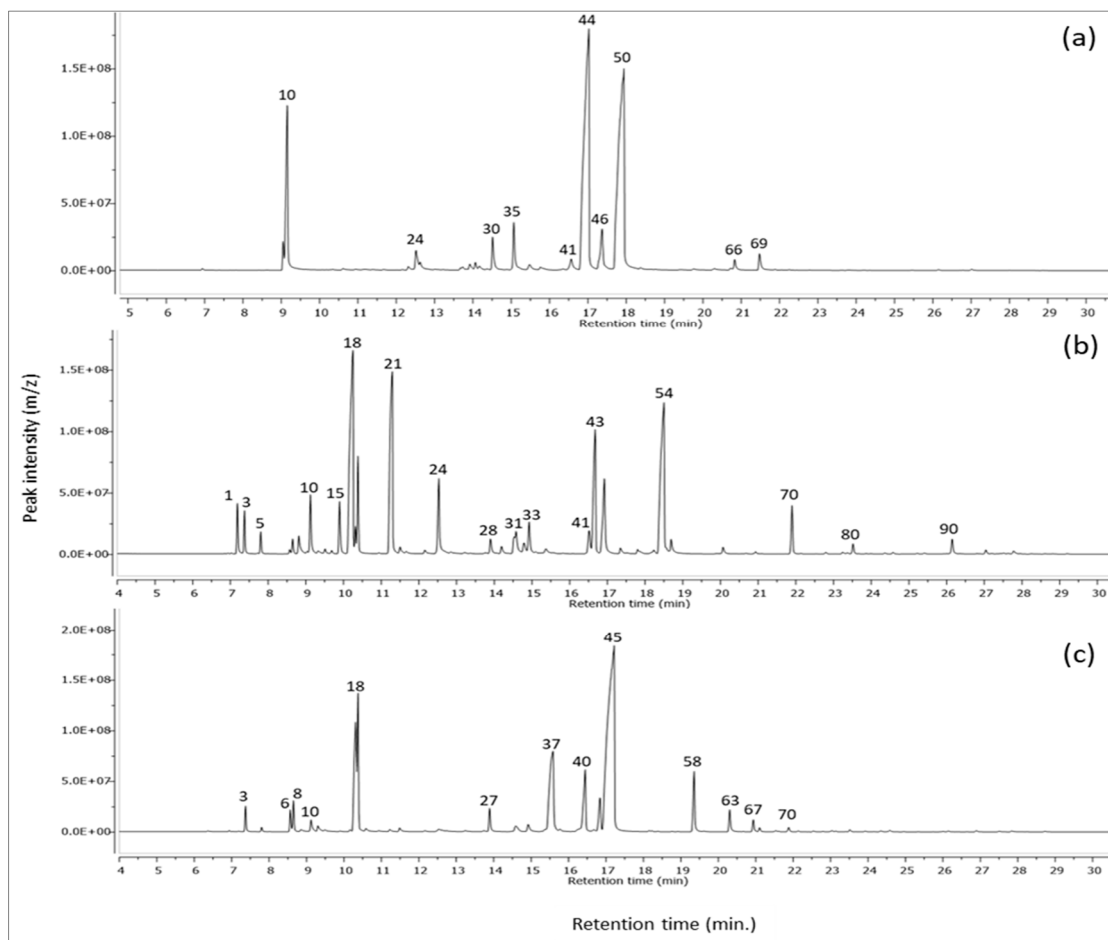 Peak intensity (m/z)
(a)
44
50
10
1.5E+08
1.0E+08
5.0E+07
0.0E+00
24
30
35
41
46
66
69
5 6 7 8 9 10 11 12 13 14 15 16 17 18 19 20 21 22 23 24 25 26 27 28 29 30
Retention time (min)
(b)
18
21
54
43
1.5E+08
1.0E+08
5.0E+07
0.0E+00
1
3
5
10
15
24
28
31
33
41
70
80
90
4 5 6 7 8 9 10 11 12 13 14 15 16 17 18 19 20 21 22 23 24 25 26 27 28 29 30
Retention time (min)
(c)
45
18
2.0E+08
1.5E+08
1.0E+08
5.0E+07
0.0E+00
3
6
8
10
27
37
40
58
63
67
70
4 5 6 7 8 9 10 11 12 13 14 15 16 17 18 19 20 21 22 23 24 25 26 27 28 29 30
Retention time (min)
Retention time (min.)